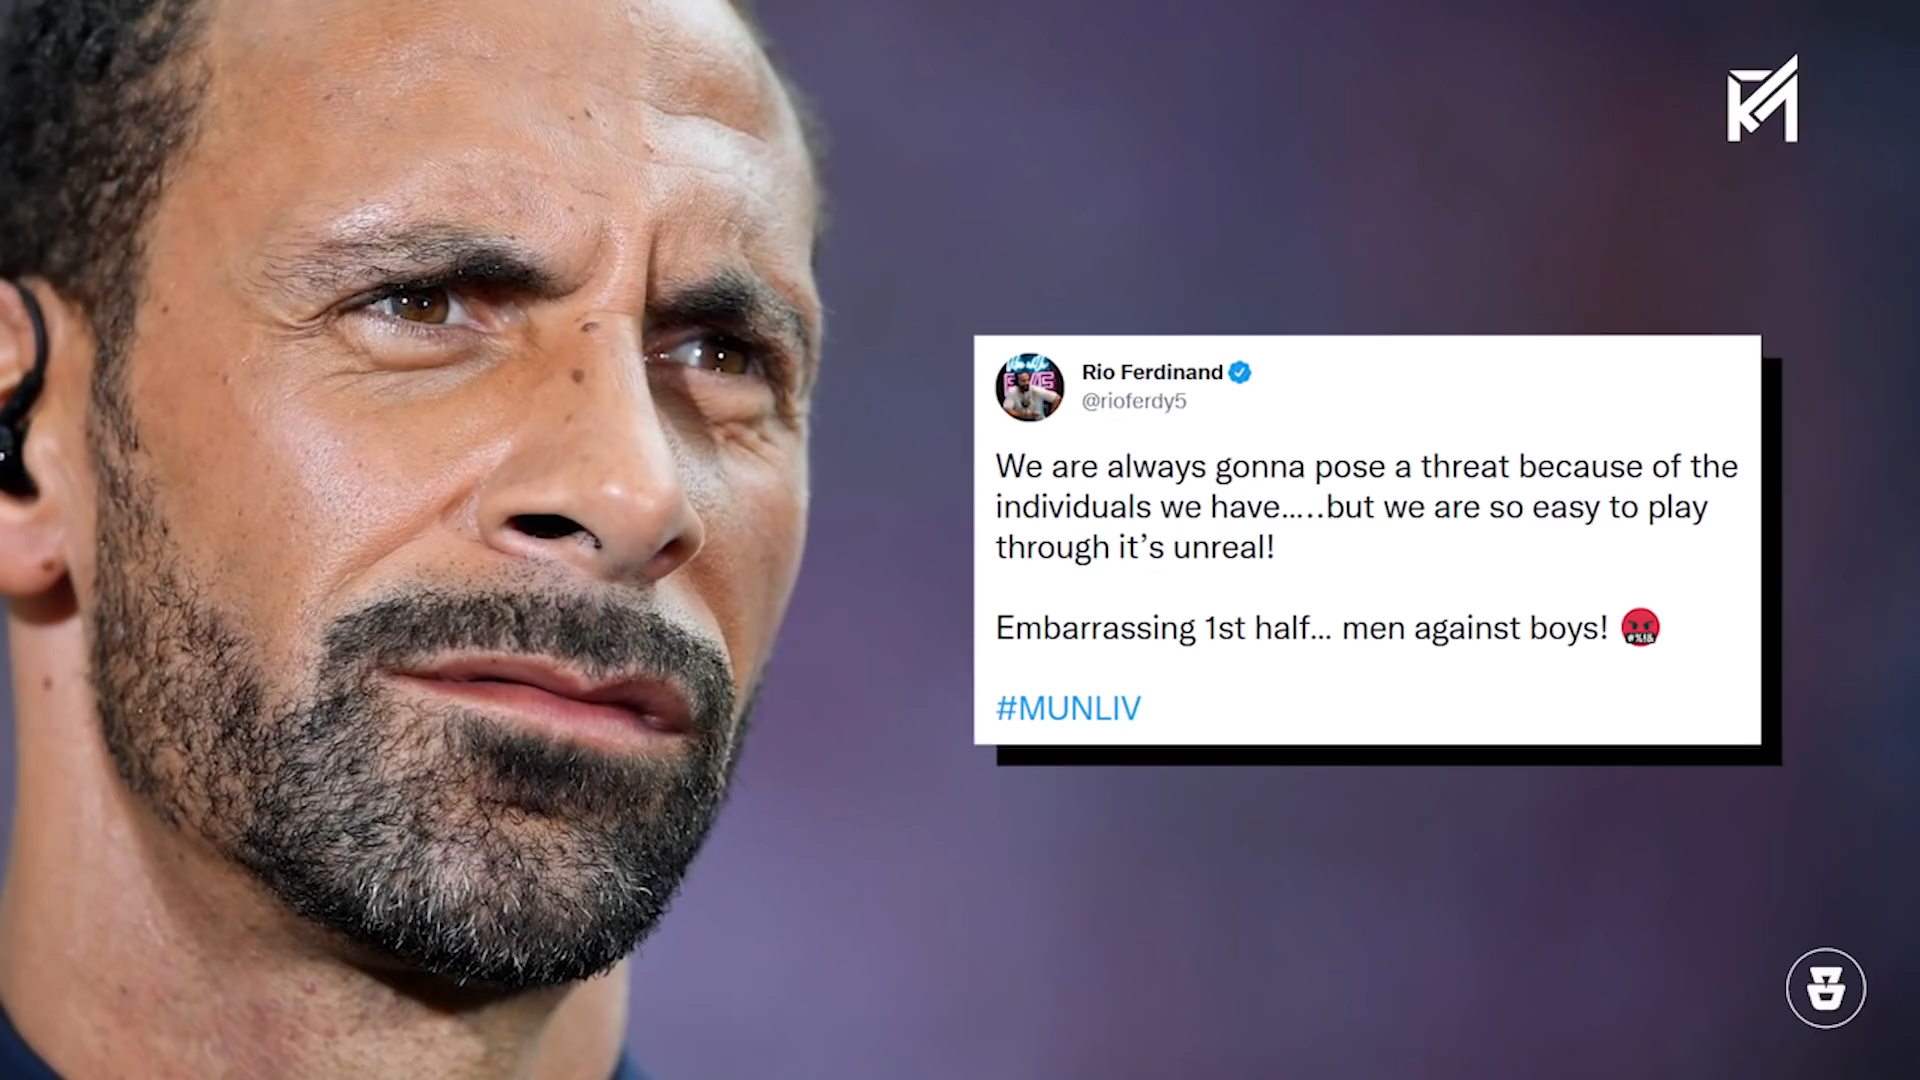 Rio Ferdinand
@rioferdy5
We are always gonna pose a threat because of the
individuals we have…..but we are so easy to play
through it’s unreal!
Embarrassing 1st half... men against boys! 🤬
#MUNLIV